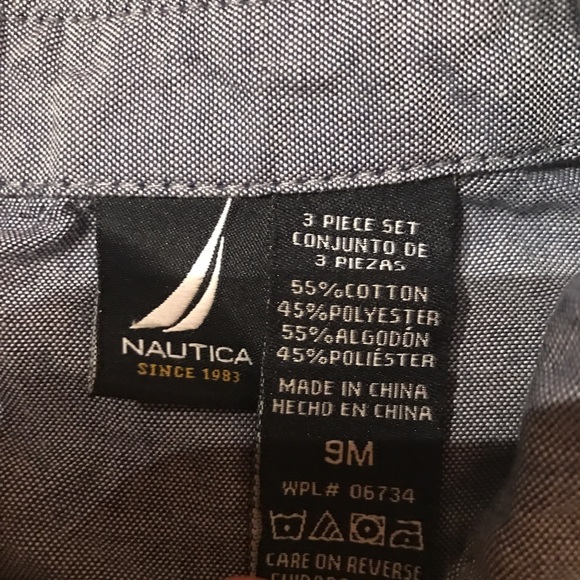 NAUTICA
SINCE 1983
3 PIECE SET
CONJUNTO DE
3 PIEZAS
55%COTTON
45%POLYESTER
55%ALGODÓN
45%POLIÉSTER
MADE IN CHINA
HECHO EN CHINA
9M
WPL# 06734
CARE ON REVERSE